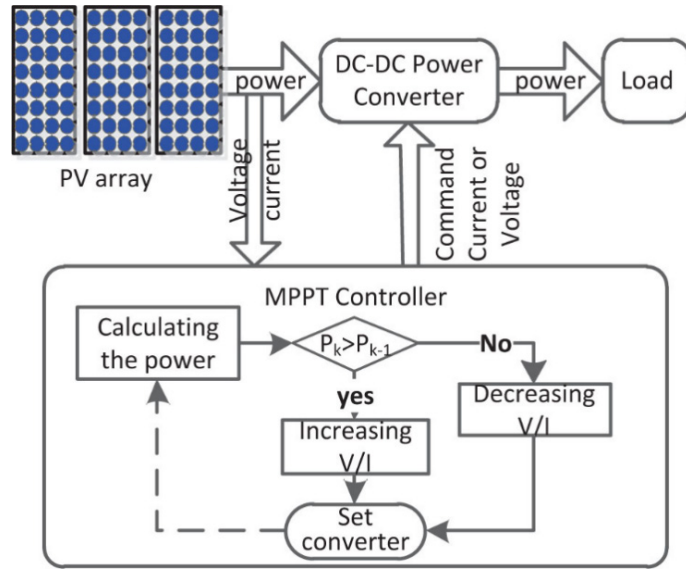 power
DC-DC Power
Converter
power
Load
PV array
Voltage
current
Command
Current or
Voltage
MPPT Controller
Calculating
the power
Pk>Pk-1
No
yes
Increasing
V/I
Decreasing
V/I
Set
converter